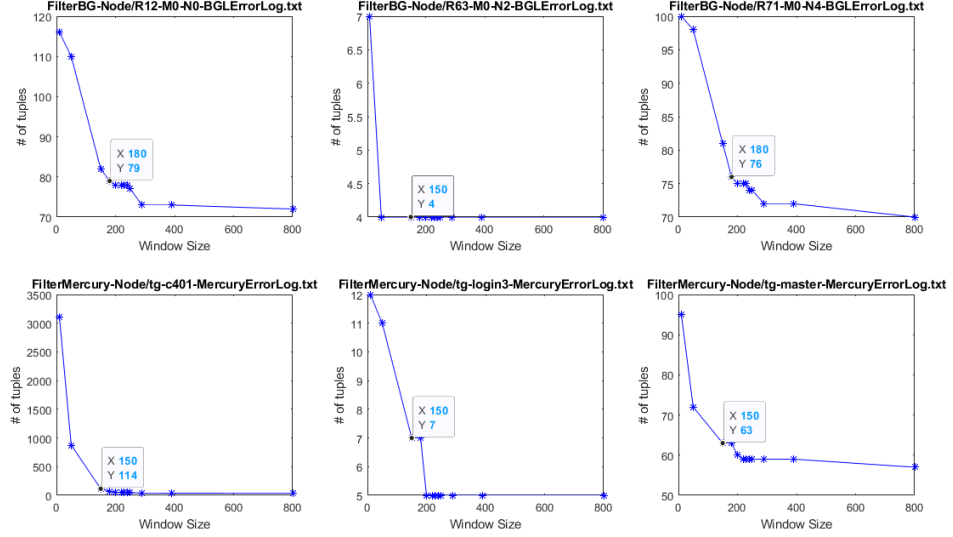 FilterBG-Node/R12-M0-N0-BGLErrorLog.txt
120
110
100
90
80
70
# of tuples
X 180
Y 79
0 200 400 600 800
Window Size
FilterBG-Node/R63-M0-N2-BGLErrorLog.txt
7
6.5
6
5.5
5
4.5
4
# of tuples
X 150
Y 4
200 400 600 800
Window Size
FilterBG-Node/R71-M0-N4-BGLErrorLog.txt
100
95
90
85
80
75
70
# of tuples
X 180
Y 76
0 200 400 600 800
Window Size
FilterMercury-Node/tg-c401-MercuryErrorLog.txt
3500
3000
2500
2000
1500
1000
500
0
# of tuples
X 150
Y 114
0 200 400 600 800
Window Size
FilterMercury-Node/tg-login3-MercuryErrorLog.txt
12
11
10
9
8
7
6
5
# of tuples
X 150
Y 7
0 200 400 600 800
Window Size
FilterMercury-Node/tg-master-MercuryErrorLog.txt
100
90
80
70
60
50
# of tuples
X 150
Y 63
0 200 400 600 800
Window Size